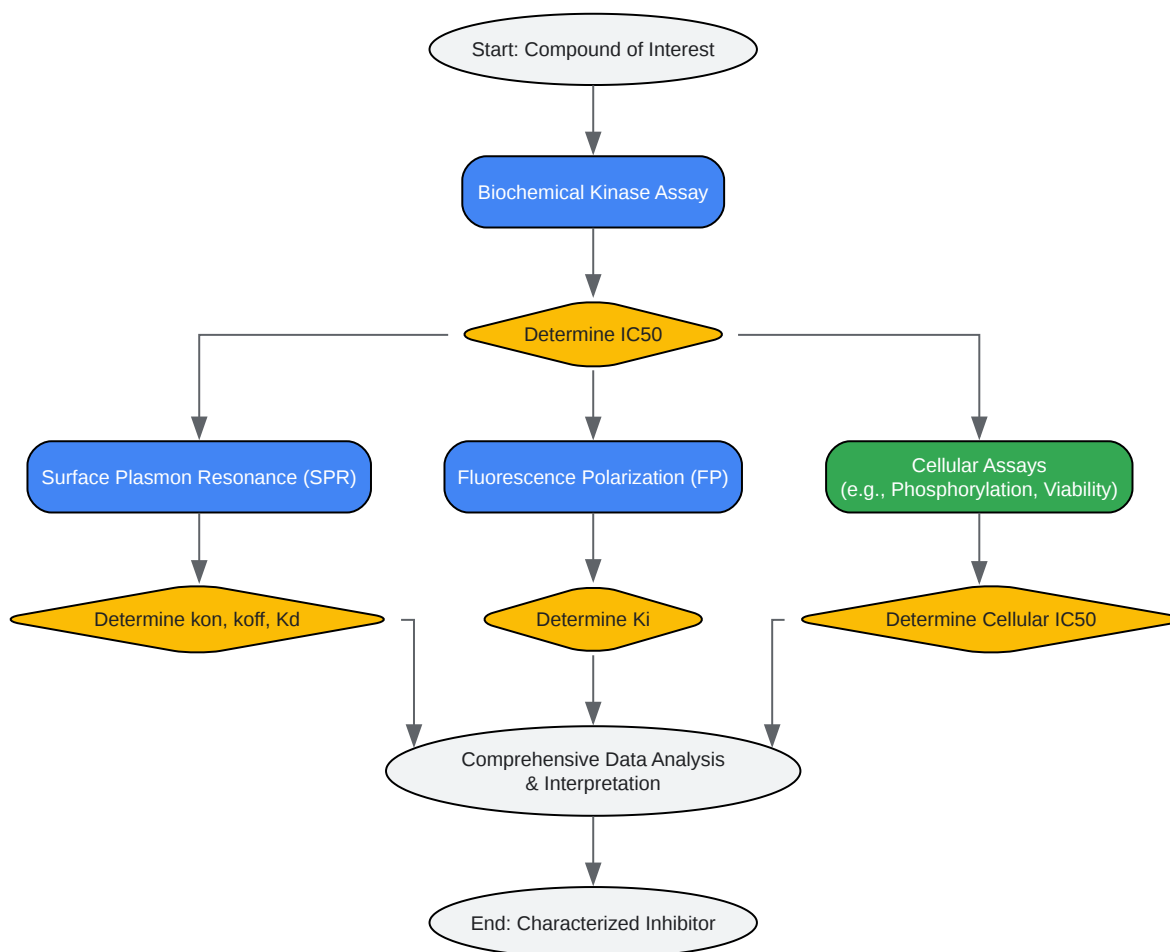 Start: Compound of Interest
Biochemical Kinase Assay
Determine IC50
Surface Plasmon Resonance (SPR)
Fluorescence Polarization (FP)
Cellular Assays
(e.g., Phosphorylation, Viability)
Determine kon, koff, Kd
Determine Ki
Determine Cellular IC50
Comprehensive Data Analysis
& Interpretation
End: Characterized Inhibitor